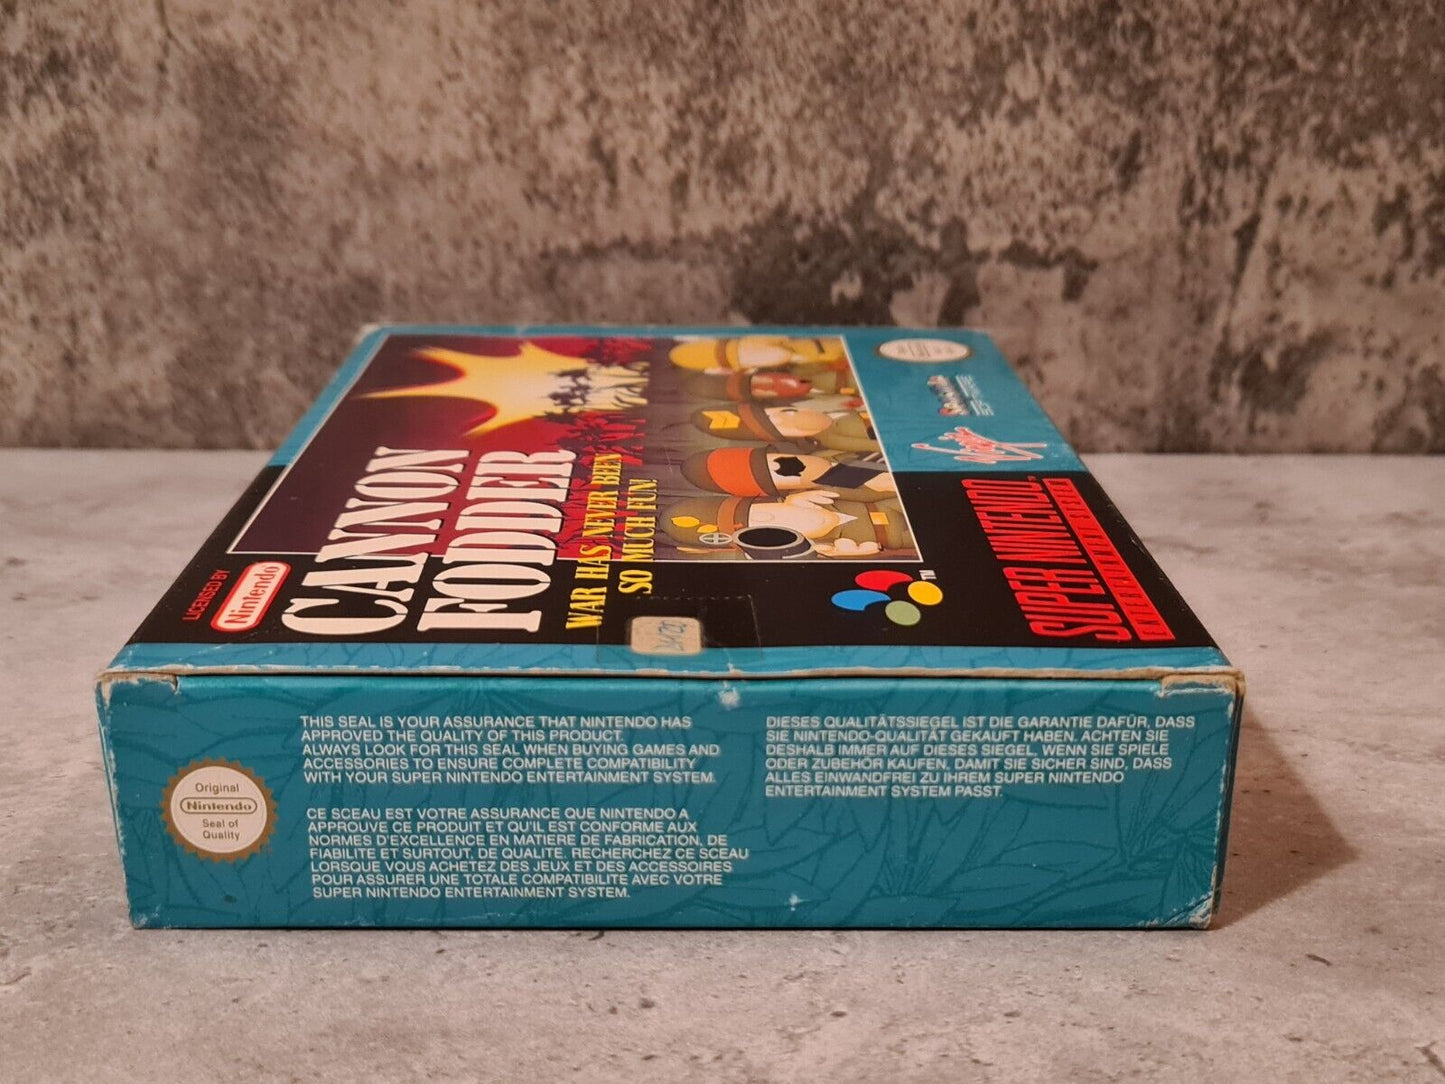 Virgin
SUPER NINTENDO
ENTERTAINMENT SYSTEM
CANNON
FODDER
WAR HAS NEVER BEEN
SO MUCH FUN!
LICENSED BY
Nintendo
TM
Original
Nintendo
Seal of
Quality
THIS SEAL IS YOUR ASSURANCE THAT NINTENDO HAS
APPROVED THE QUALITY OF THIS PRODUCT.
ALWAYS LOOK FOR THIS SEAL WHEN BUYING GAMES AND
ACCESSORIES TO ENSURE COMPLETE COMPATIBILITY
WITH YOUR SUPER NINTENDO ENTERTAINMENT SYSTEM.
CE SCEAU EST VOTRE ASSURANCE QUE NINTENDO A
APPROUVE CE PRODUIT ET QU'IL EST CONFORME AUX
NORMES D'EXCELLENCE EN MATIERE DE FABRICATION, DE
FIABILITE ET SURTOUT, DE QUALITE. RECHERCHEZ CE SCEAU
LORSQUE VOUS ACHETEZ DES JEUX ET DES ACCESSOIRES
POUR ASSURER UNE TOTALE COMPATIBILITE AVEC VOTRE
SUPER NINTENDO ENTERTAINMENT SYSTEM.
DIESES QUALITÄTSSIEGEL IST DIE GARANTIE DAFÜR, DASS
SIE NINTENDO-QUALITÄT GEKAUFT HABEN. ACHTEN SIE
DESHALB IMMER AUF DIESES SIEGEL, WENN SIE SPIELE
ODER ZUBEHÖR KAUFEN, DAMIT SIE SICHER SIND, DASS
ALLES EINWANDFREI ZU IHREM SUPER NINTENDO
ENTERTAINMENT SYSTEM PASST.